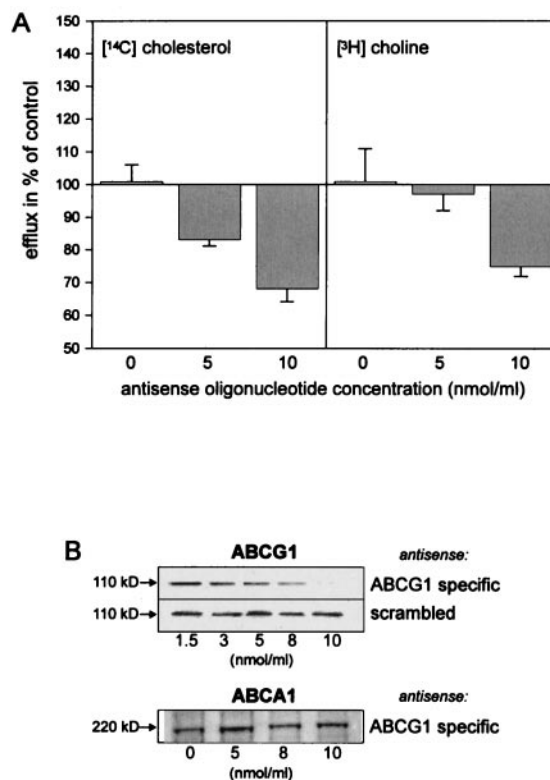 A
[¹⁴C] cholesterol [³H] choline
efflux in % of control
150
140
130
120
110
100
90
80
70
60
50
0 5 10 0 5 10
antisense oligonucleotide concentration (nmol/ml)
B
ABCG1 antisense:
110 kD→ ABCG1 specific
110 kD→ scrambled
1.5 3 5 8 10
(nmol/ml)
ABCA1 antisense:
220 kD→ ABCG1 specific
0 5 8 10
(nmol/ml)